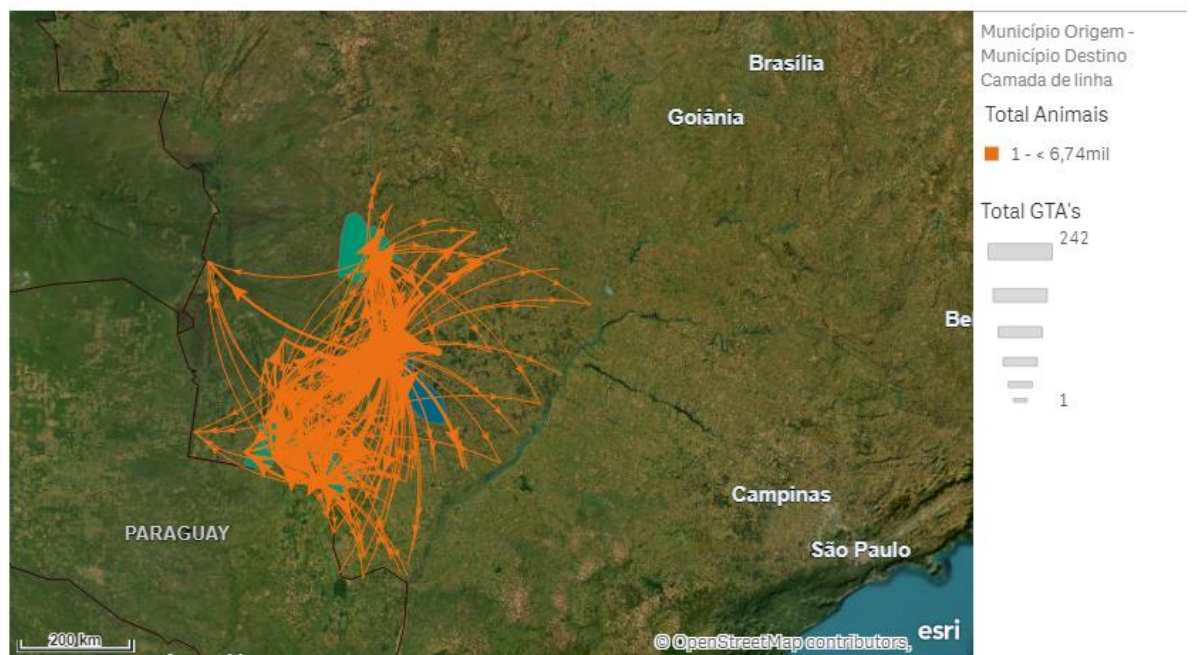 Brasília
Goiânia
Be
Campinas
São Paulo
PARAGUAY
200 km
© OpenStreetMap contributors,
esri
Município Origem -
Município Destino
Camada de linha
Total Animais
1 - < 6,74mil
Total GTA's
242
1